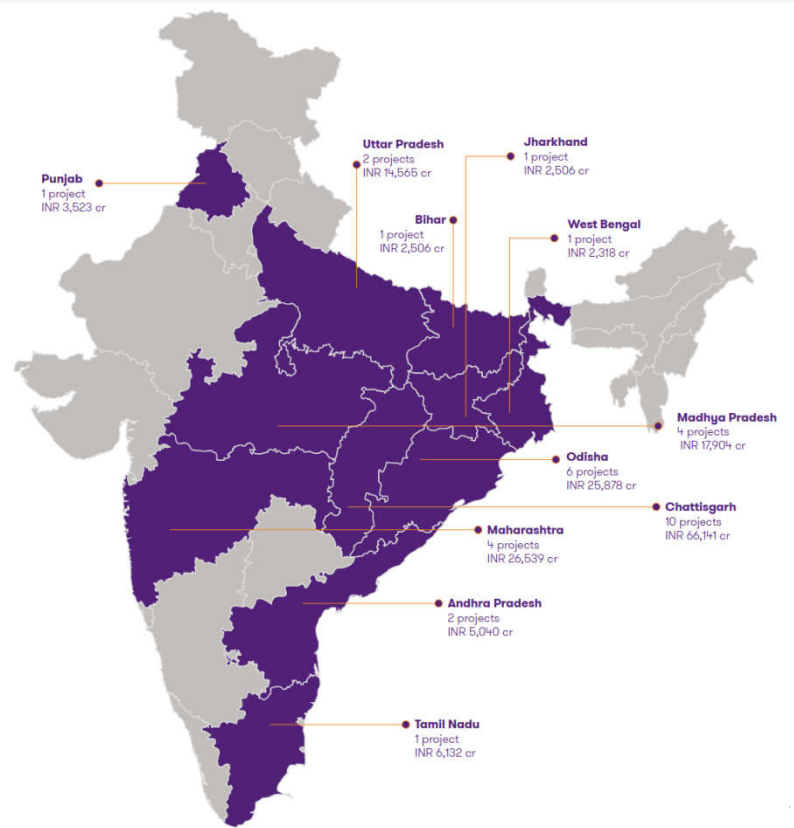 Uttar Pradesh
2 projects
INR 14,565 cr
Jharkhand
1 project
INR 2,506 cr
Punjab
1 project
INR 3,523 cr
Bihar
1 project
INR 2,506 cr
West Bengal
1 project
INR 2,318 cr
Madhya Pradesh
4 projects
INR 17,904 cr
Odisha
6 projects
INR 25,878 cr
Chattisgarh
10 projects
INR 66,141 cr
Maharashtra
4 projects
INR 26,539 cr
Andhra Pradesh
2 projects
INR 5,040 cr
Tamil Nadu
1 project
INR 6,132 cr